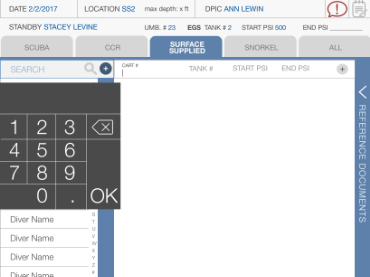 DATE 2/2/2017 LOCATION SS2 max depth: x ft DPIC ANN LEWIN
STANDBY STACEY LEVINE UMB. # 23 EGS TANK # 2 START PSI 500 END PSI
SCUBA CCR SURFACE SUPPLIED SNORKEL ALL
SEARCH
CART # TANK # START PSI END PSI
REFERENCE DOCUMENTS
1 2 3
4 5 6
7 8 9
0 . OK
Diver Name
Diver Name
Diver Name
Diver Name
S
T
U
V
W
X
Y
Z
#